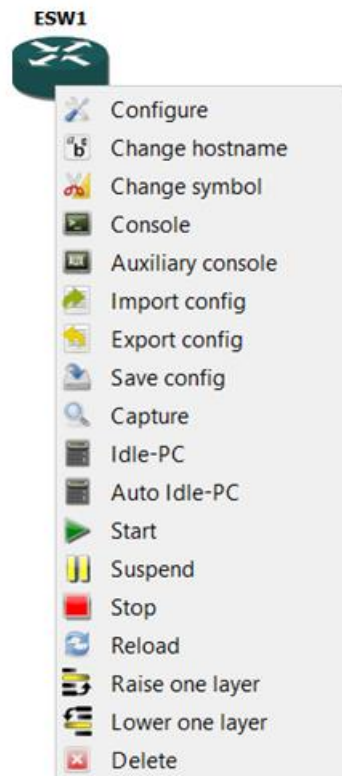 ESW1
Configure
Change hostname
Change symbol
Console
Auxiliary console
Import config
Export config
Save config
Capture
Idle-PC
Auto Idle-PC
Start
Suspend
Stop
Reload
Raise one layer
Lower one layer
Delete